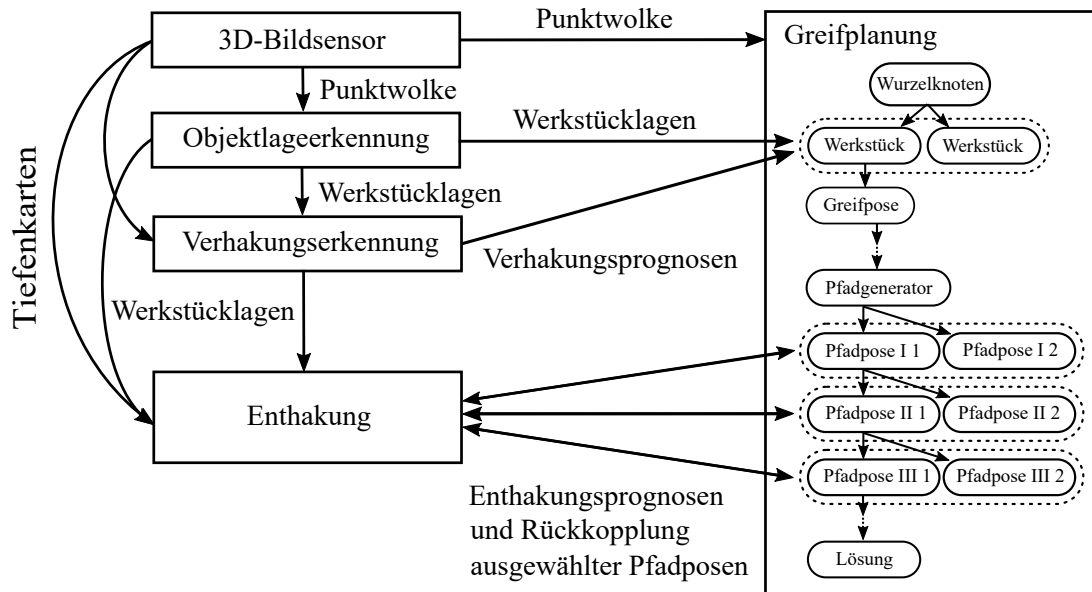 3D-Bildsensor
Punktwolke
Greifplanung
Punktwolke
Wurzelknoten
Objektlageerkennung
Werkstücklagen
Werkstück
Werkstück
Werkstücklagen
Greifpose
Tiefenkarten
Verhakungserkennung
Verhakungsprognosen
Pfadgenerator
Werkstücklagen
Pfadpose I 1
Pfadpose I 2
Enthakung
Pfadpose II 1
Pfadpose II 2
Pfadpose III 1
Pfadpose III 2
Enthakungsprognosen
und Rückkopplung
ausgewählter Pfadposen
Lösung